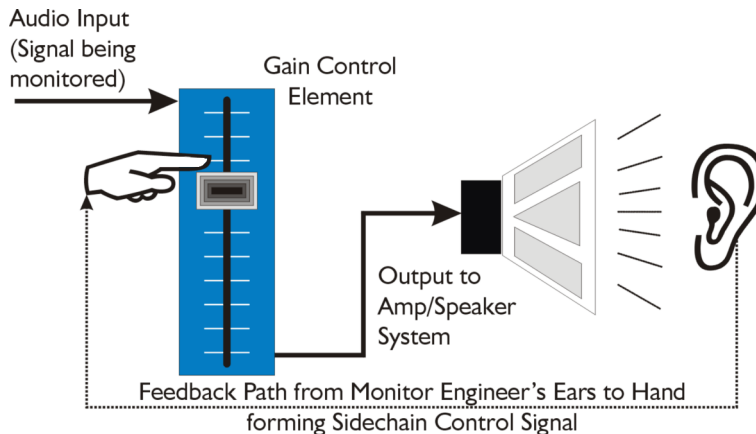 Audio Input
(Signal being
monitored)
Gain Control
Element
Output to
Amp/Speaker
System
Feedback Path from Monitor Engineer's Ears to Hand
forming Sidechain Control Signal